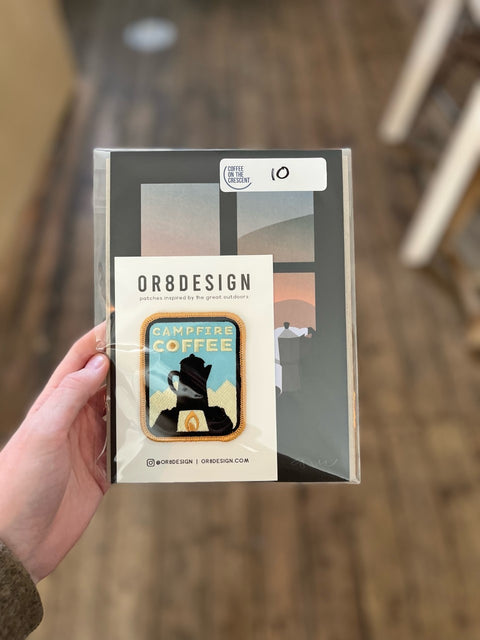 COFFEE
ON THE
CRESCENT
10
OR8DESIGN
patches inspired by the great outdoors
CAMPFIRE
COFFEE
@OR8DESIGN | OR8DESIGN.COM